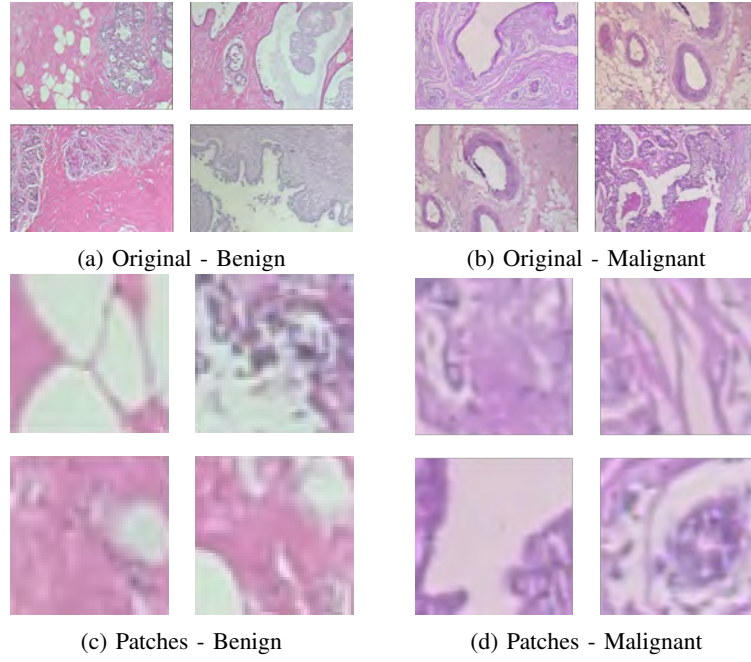 (a) Original - Benign
(b) Original - Malignant
(c) Patches - Benign
(d) Patches - Malignant